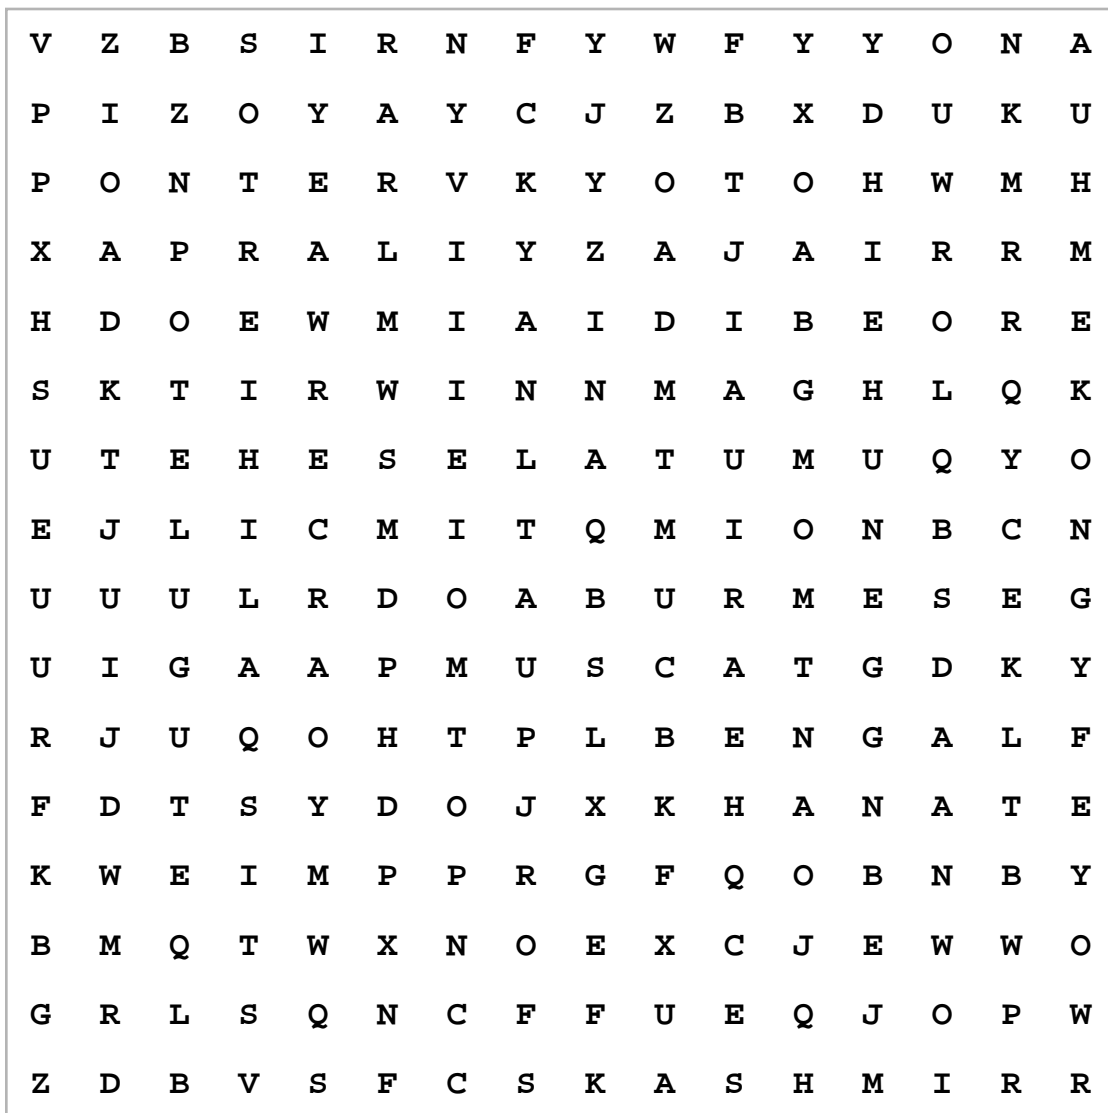 V Z B S I R N F Y W F Y Y O N A
P I Z O Y A Y C J Z B X D U K U
P O N T E R V K Y O T O H W M H
X A P R A L I Y Z A J A I R R M
H D O E W M I A I D I B E O R E
S K T I R W I N N M A G H L Q K
U T E H E S E L A T U M U Q Y O
E J L I C M I T Q M I O N B C N
U U U L R D O A B U R M E S E G
U I G A A P M U S C A T G D K Y
R J U Q O H T P L B E N G A L F
F D T S Y D O J X K H A N A T E
K W E I M P P R G F Q O B N B Y
B M Q T W X N O E X C J E W W O
G R L S Q N C F F U E Q J O P W
Z D B V S F C S K A S H M I R R